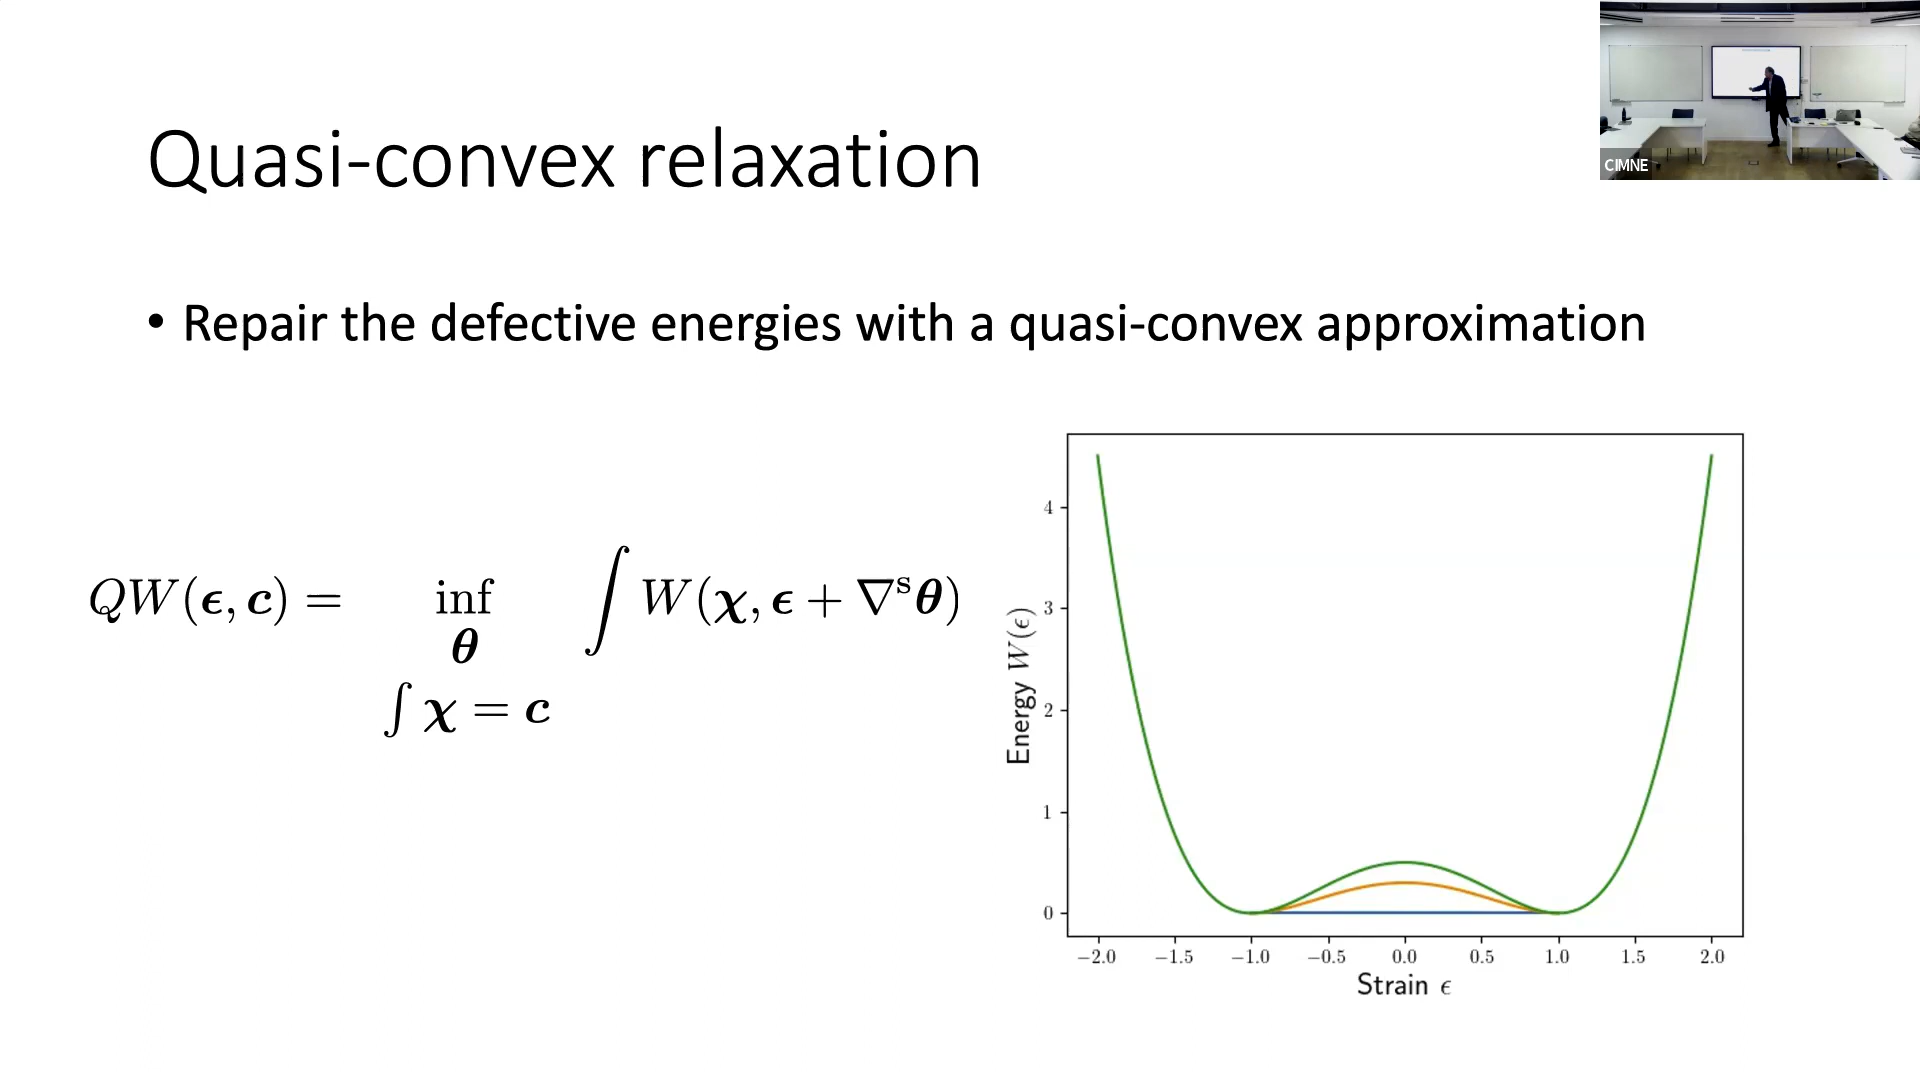 CIMNE
Quasi-convex relaxation
• Repair the defective energies with a quasi-convex approximation
QW(ϵ, c) = inf ∫ W(χ, ϵ + ∇ˢθ)
θ
∫ χ = c
Energy W(ϵ)
4
3
2
1
0
−2.0 −1.5 −1.0 −0.5 0.0 0.5 1.0 1.5 2.0
Strain ϵ